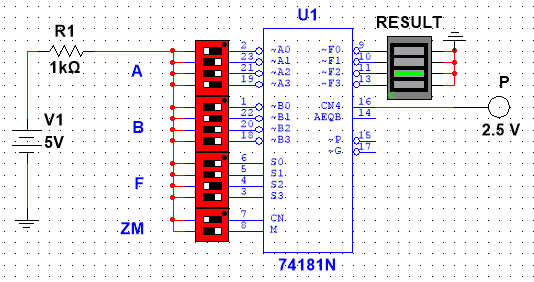 U1
R1
1kΩ
RESULT
A
B
F
ZM
V1
5V
2 ~A0
23 ~A1
21 ~A2
19 ~A3
1 ~B0
22 ~B1
20 ~B2
18 ~B3
6 S0
5 S1
4 S2
3 S3
7 CN
8 M
~F0 9
~F1 10
~F2 11
~F3 13
CN4 16
AEQB 14
~P 15
~G 17
P
2.5 V
74181N